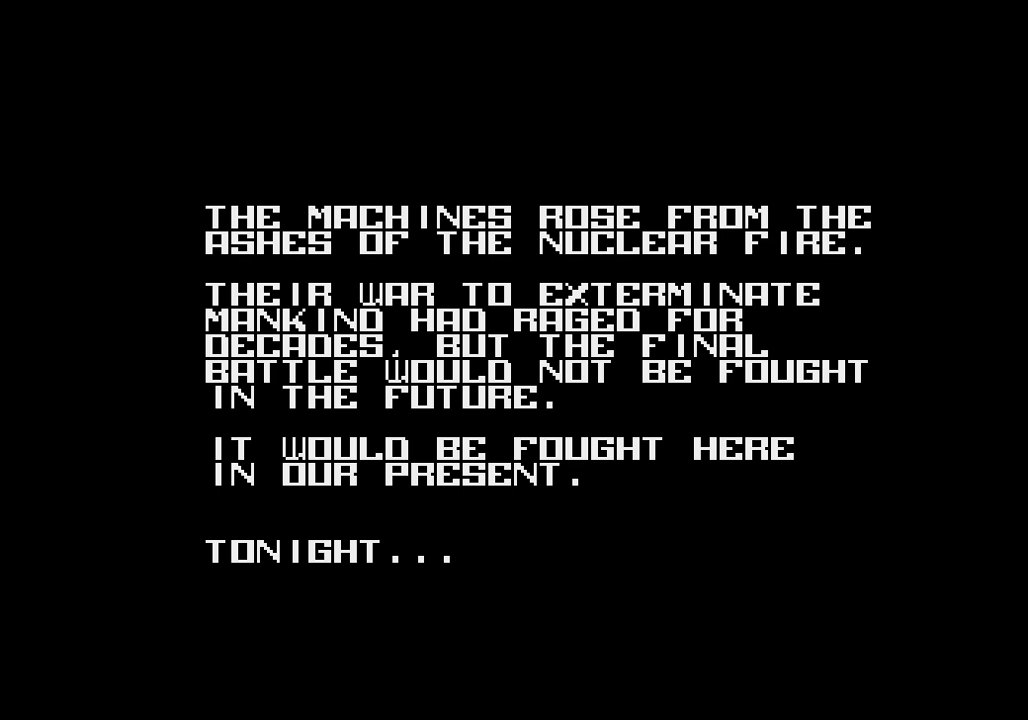 THE MACHINES ROSE FROM THE
ASHES OF THE NUCLEAR FIRE.
THEIR WAR TO EXTERMINATE
MANKIND HAD RAGED FOR
DECADES, BUT THE FINAL
BATTLE WOULD NOT BE FOUGHT
IN THE FUTURE.
IT WOULD BE FOUGHT HERE
IN OUR PRESENT.
TONIGHT...